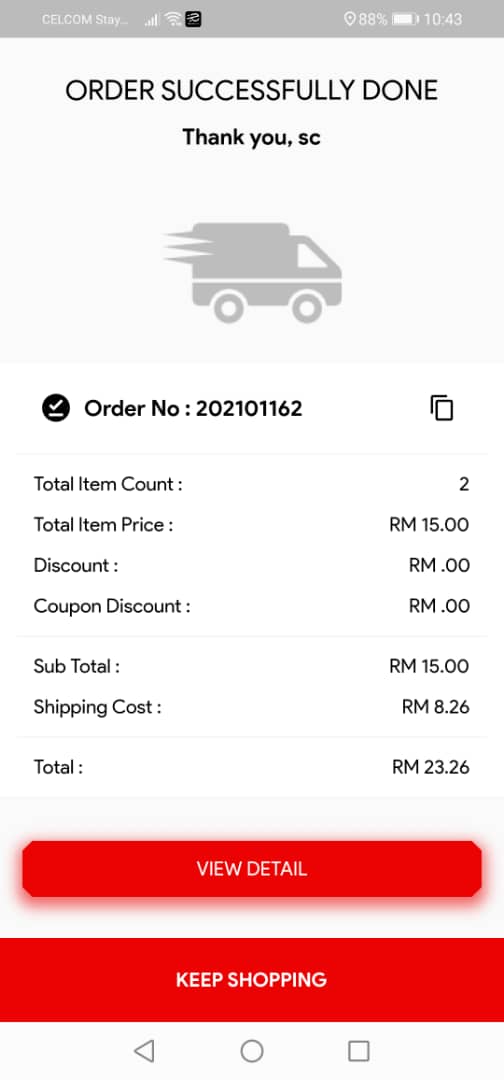 CELCOM Stay... 88% 10:43
ORDER SUCCESSFULLY DONE
Thank you, sc
Order No : 202101162
Total Item Count : 2
Total Item Price : RM 15.00
Discount : RM .00
Coupon Discount : RM .00
Sub Total : RM 15.00
Shipping Cost : RM 8.26
Total : RM 23.26
VIEW DETAIL
KEEP SHOPPING